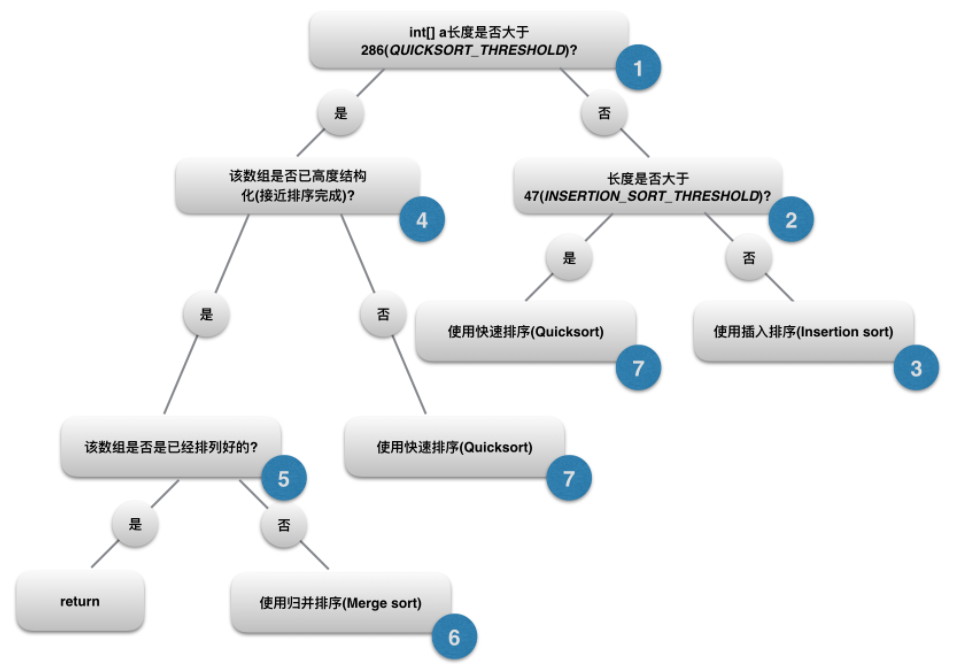 int[] a长度是否大于
286(QUICKSORT_THRESHOLD)?
1
是
否
该数组是否已高度结构
化(接近排序完成)?
4
长度是否大于
47(INSERTION_SORT_THRESHOLD)?
2
是
否
是
否
使用快速排序(Quicksort)
7
使用插入排序(Insertion sort)
3
该数组是否是已经排列好的?
5
使用快速排序(Quicksort)
7
是
否
return
使用归并排序(Merge sort)
6